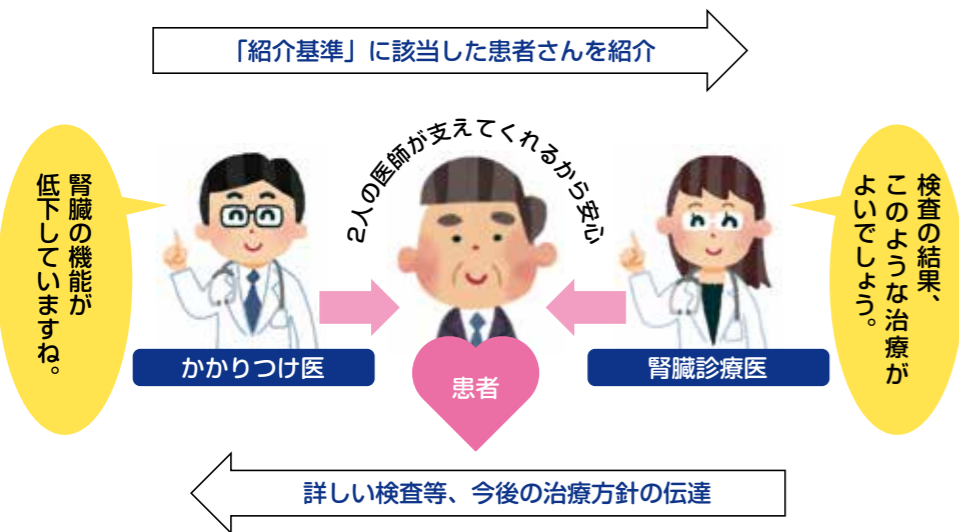 「紹介基準」に該当した患者さんを紹介
2人の医師が支えてくれるから安心
腎臓の機能が
低下していますね。
検査の結果、
このような治療が
よいでしょう。
かかりつけ医
患者
腎臓診療医
詳しい検査等、今後の治療方針の伝達